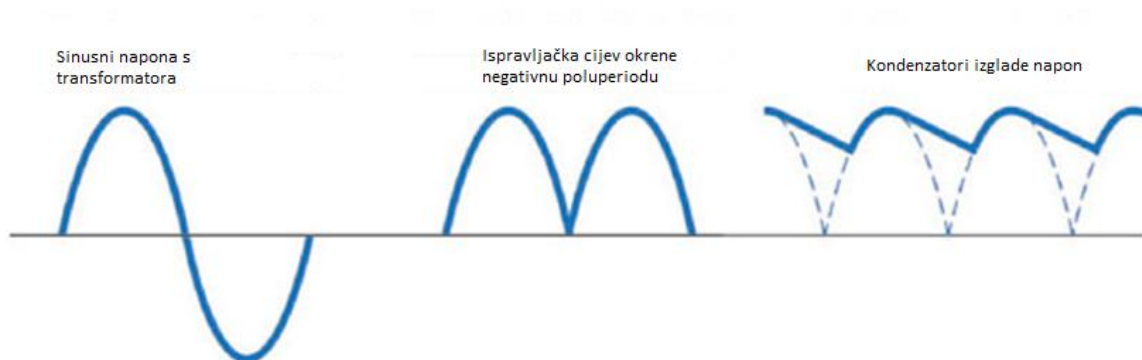 Sinusni napona s
transformatora
Ispravljačka cijev okrene
negativnu poluperiodu
Kondenzatori izglade napon